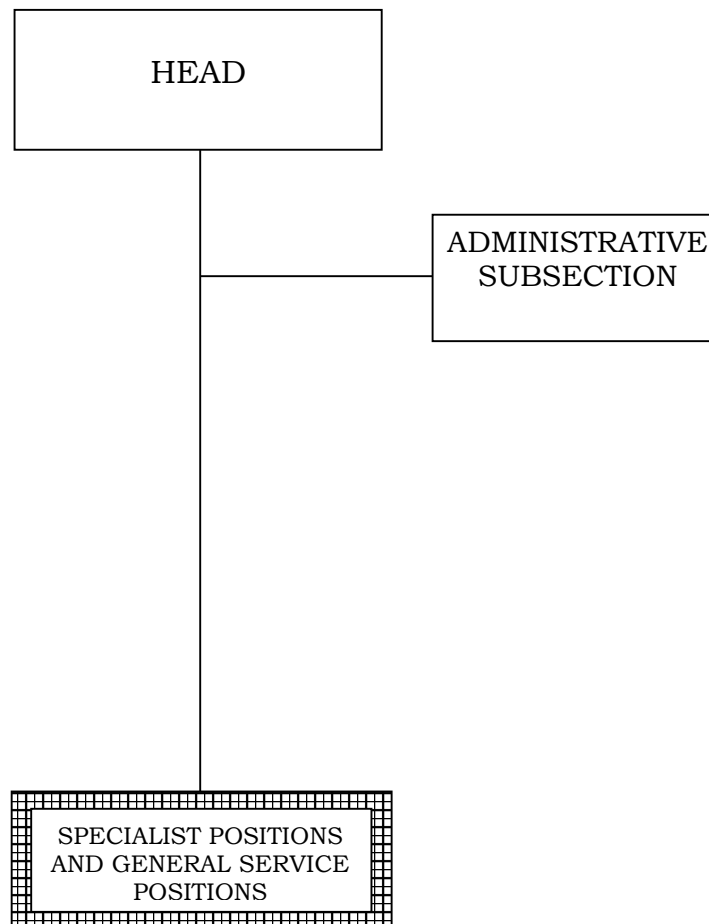 HEAD
ADMINISTRATIVE
SUBSECTION
SPECIALIST POSITIONS
AND GENERAL SERVICE
POSITIONS